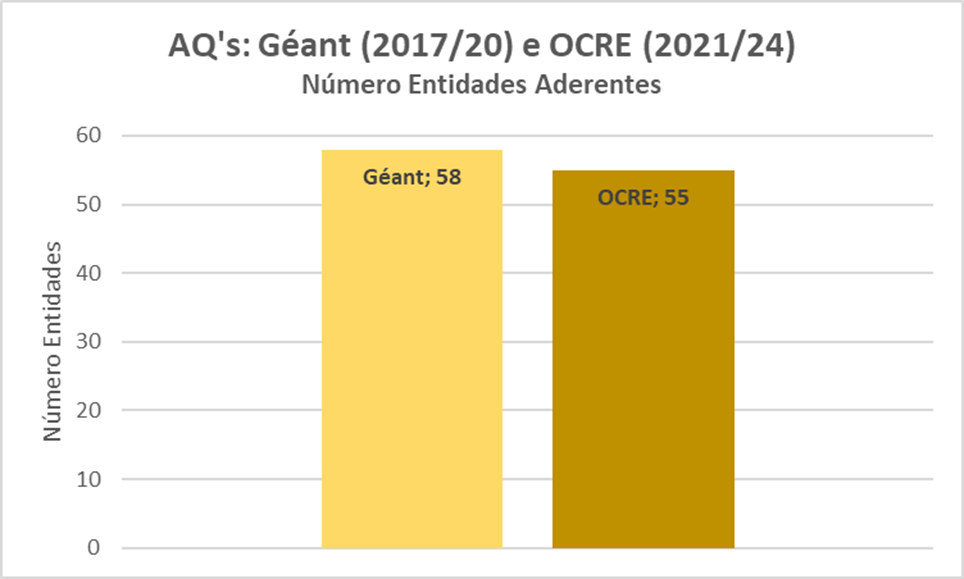 AQ's: Géant (2017/20) e OCRE (2021/24)
Número Entidades Aderentes
Número Entidades
60
50
40
30
20
10
0
Géant; 58
OCRE; 55